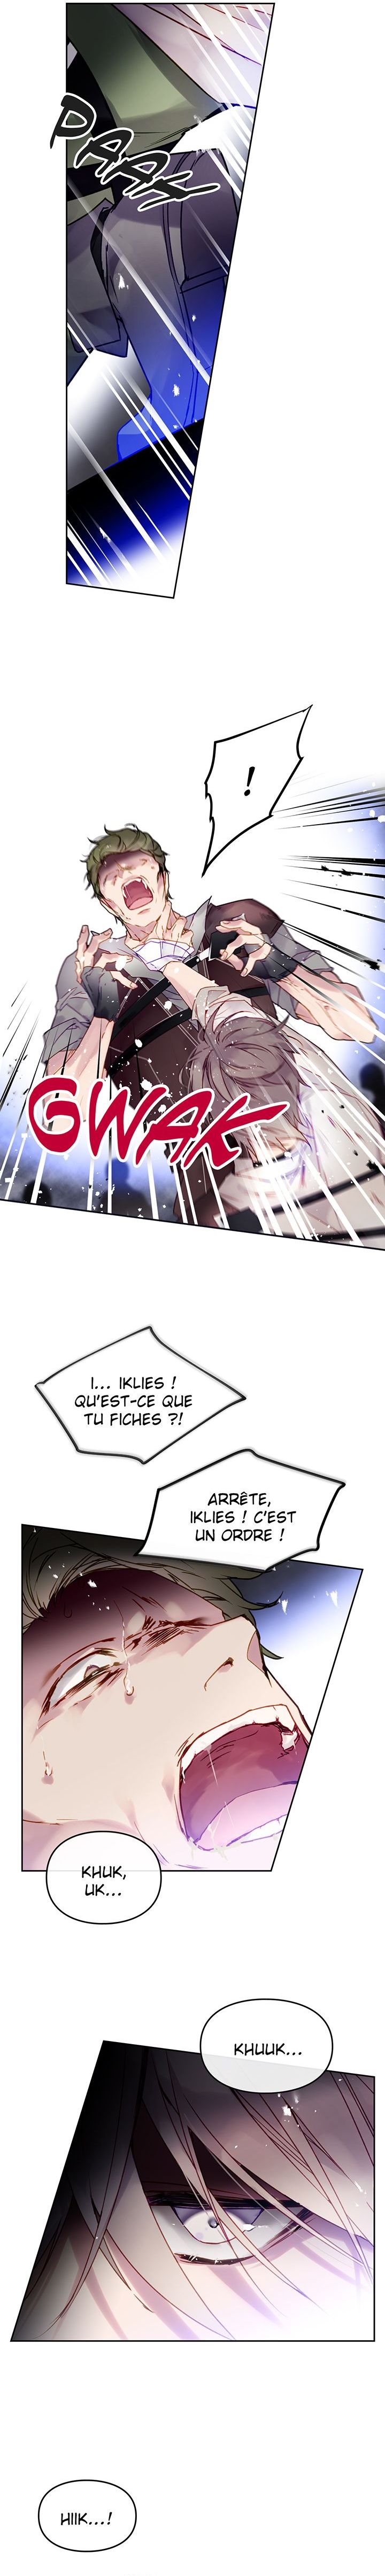 PAAK
!
GWAK
I... IKLIES !
QU'EST-CE QUE
TU FICHES ?!
ARRÊTE,
IKLIES ! C'EST
UN ORDRE !
KHUK,
UK...
KHUUK...
HIIK...!